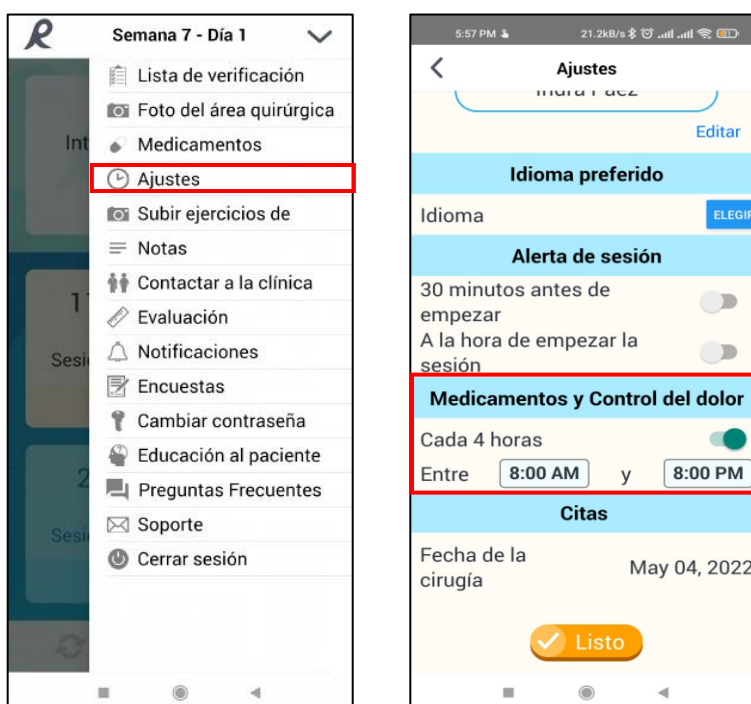 Semana 7 - Día 1
Lista de verificación
Foto del área quirúrgica
Int
Medicamentos
Ajustes
Subir ejercicios de
Notas
Contactar a la clínica
Evaluación
Sesi
Notificaciones
Encuestas
Cambiar contraseña
Educación al paciente
2
Preguntas Frecuentes
Sesi
Soporte
Cerrar sesión
5:57 PM
21.2kB/s
Ajustes
Editar
Idioma preferido
Idioma
ELEGIR
Alerta de sesión
30 minutos antes de
empezar
A la hora de empezar la
sesión
Medicamentos y Control del dolor
Cada 4 horas
Entre 8:00 AM y 8:00 PM
Citas
Fecha de la
cirugía
May 04, 2022
Listo